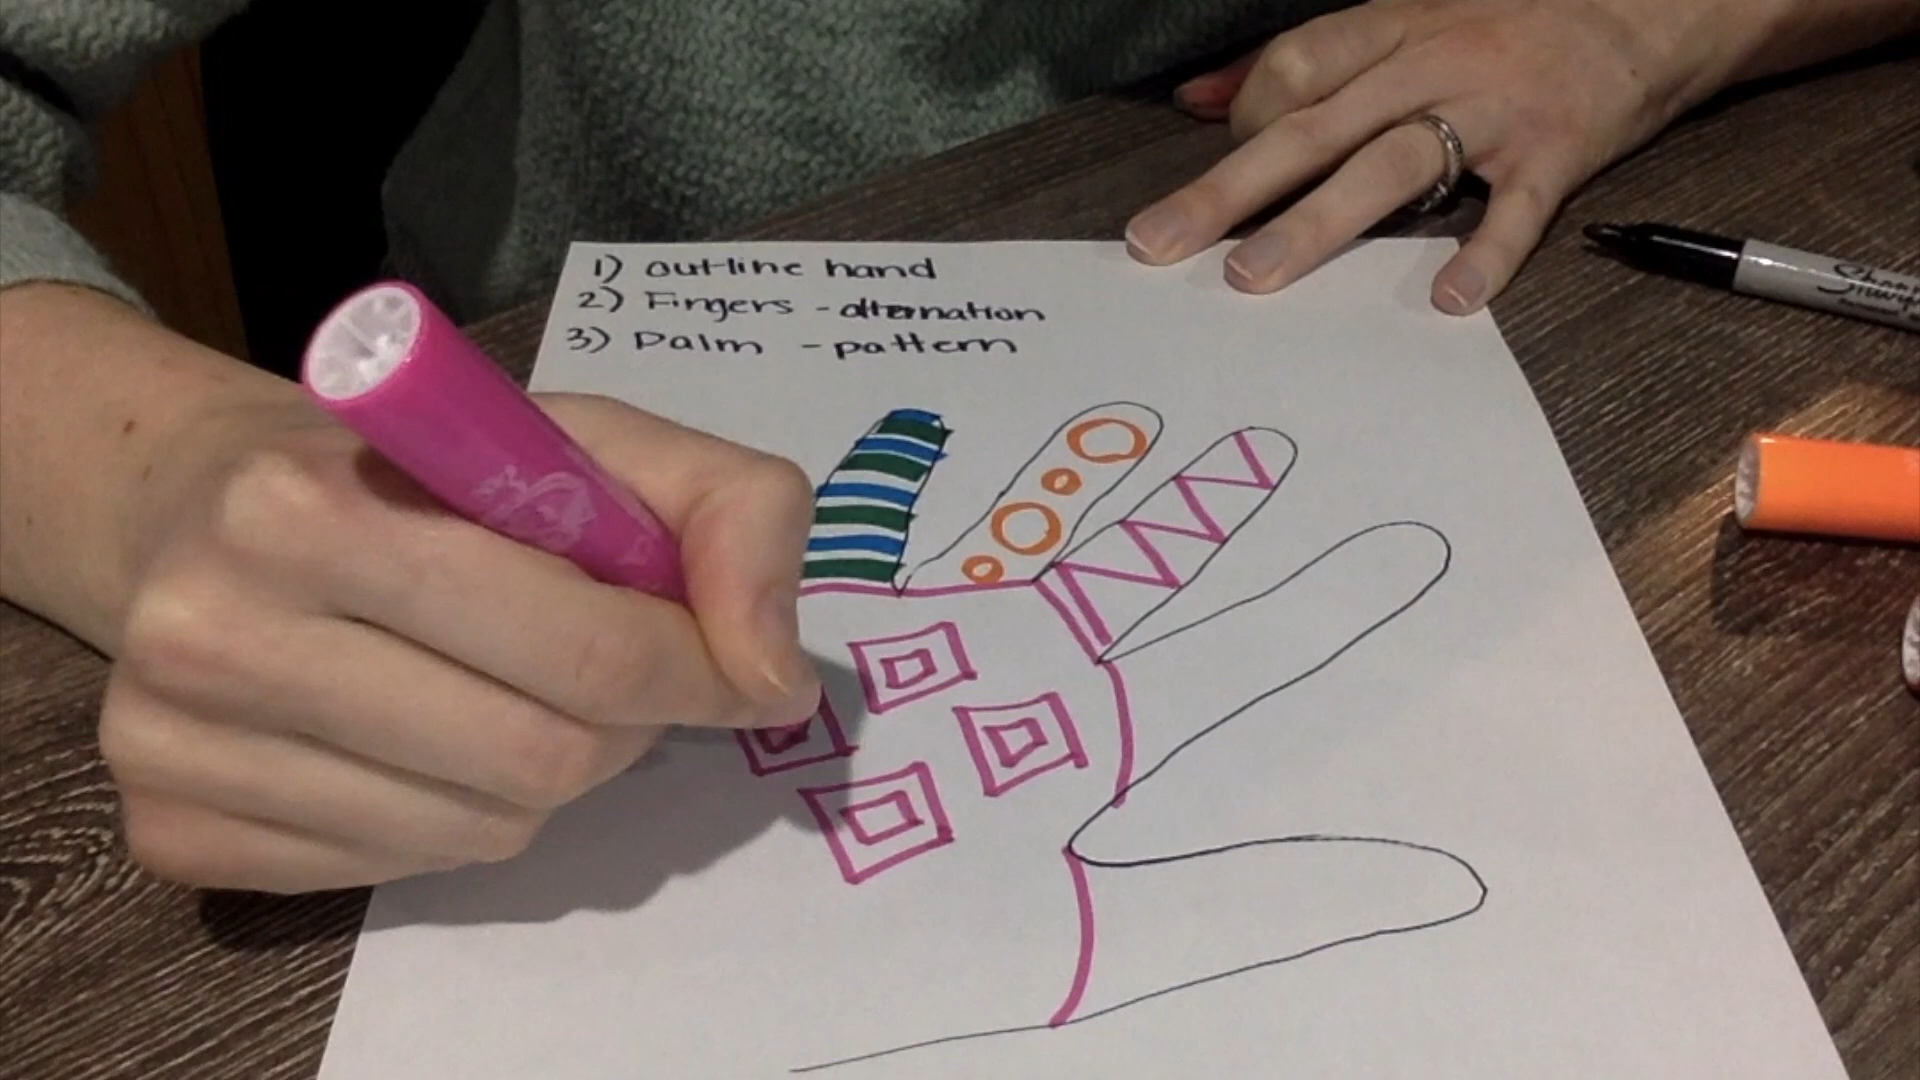 1) outline hand
2) Fingers - alternation
3) Palm - pattern